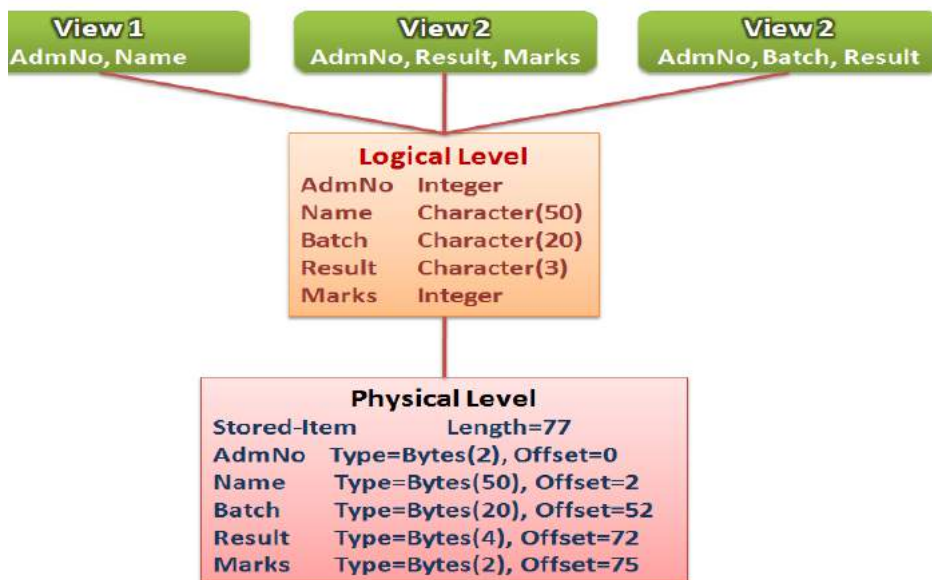 View 1
AdmNo, Name
View 2
AdmNo, Result, Marks
View 2
AdmNo, Batch, Result
Logical Level
AdmNo Integer
Name Character(50)
Batch Character(20)
Result Character(3)
Marks Integer
Physical Level
Stored-Item Length=77
AdmNo Type=Bytes(2), Offset=0
Name Type=Bytes(50), Offset=2
Batch Type=Bytes(20), Offset=52
Result Type=Bytes(4), Offset=72
Marks Type=Bytes(2), Offset=75